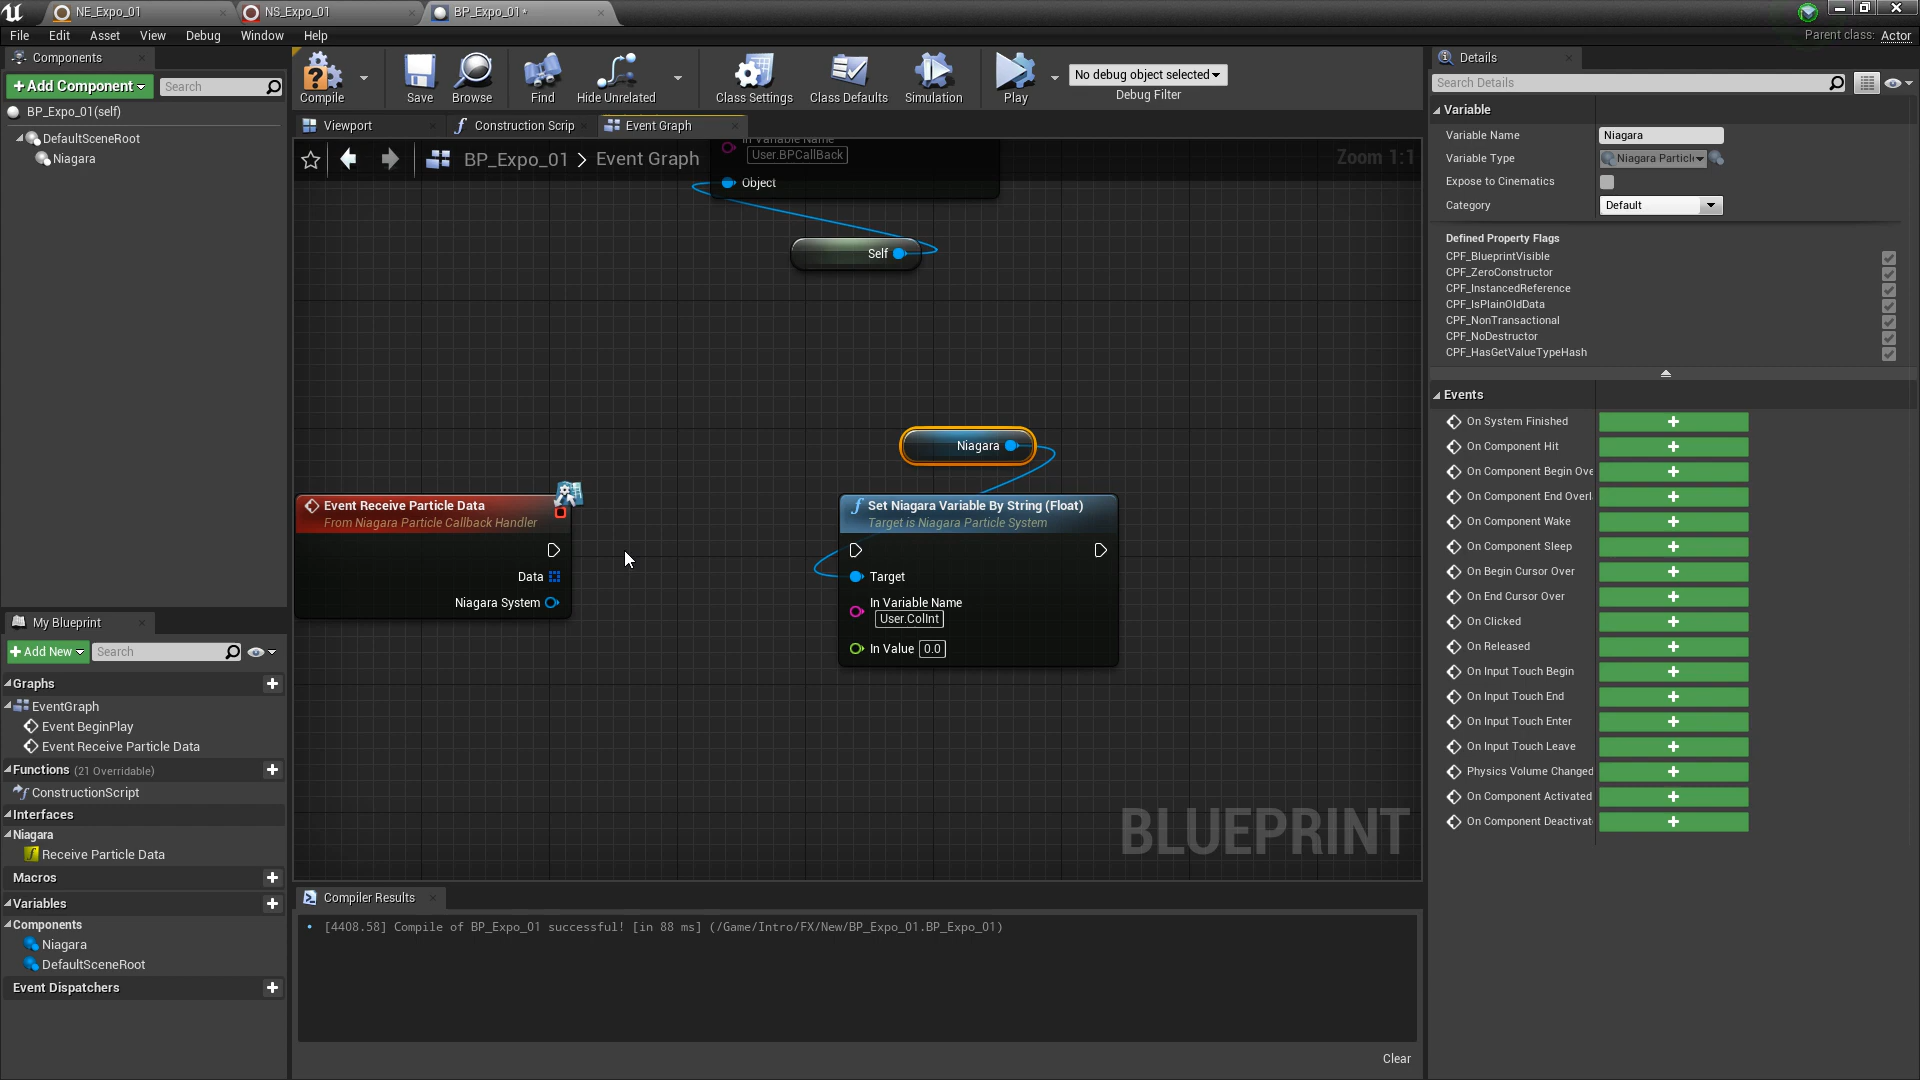 NE_Expo_01
NS_Expo_01
BP_Expo_01*
File Edit Asset View Debug Window Help
Parent class: Actor
Components
+Add Component
Search
BP_Expo_01(self)
DefaultSceneRoot
Niagara
Compile
Save
Browse
Find
Hide Unrelated
Class Settings
Class Defaults
Simulation
Play
No debug object selected
Debug Filter
Viewport
Construction Scrip
Event Graph
BP_Expo_01 > Event Graph
Zoom 1:1
In Variable Name
User.BPCallBack
Object
Self
Niagara
Event Receive Particle Data
From Niagara Particle Callback Handler
Data
Niagara System
Set Niagara Variable By String (Float)
Target is Niagara Particle System
Target
In Variable Name
User.ColInt
In Value 0.0
BLUEPRINT
My Blueprint
+Add New
Search
Graphs
EventGraph
Event BeginPlay
Event Receive Particle Data
Functions (21 Overridable)
ConstructionScript
Interfaces
Niagara
Receive Particle Data
Macros
Variables
Components
Niagara
DefaultSceneRoot
Event Dispatchers
Compiler Results
• [4408.58] Compile of BP_Expo_01 successful! [in 88 ms] (/Game/Intro/FX/New/BP_Expo_01.BP_Expo_01)
Clear
Details
Search Details
Variable
Variable Name Niagara
Variable Type Niagara Particl
Expose to Cinematics
Category Default
Defined Property Flags
CPF_BlueprintVisible
CPF_ZeroConstructor
CPF_InstancedReference
CPF_IsPlainOldData
CPF_NonTransactional
CPF_NoDestructor
CPF_HasGetValueTypeHash
Events
On System Finished
On Component Hit
On Component Begin Ove
On Component End Overl
On Component Wake
On Component Sleep
On Begin Cursor Over
On End Cursor Over
On Clicked
On Released
On Input Touch Begin
On Input Touch End
On Input Touch Enter
On Input Touch Leave
Physics Volume Changed
On Component Activated
On Component Deactivat